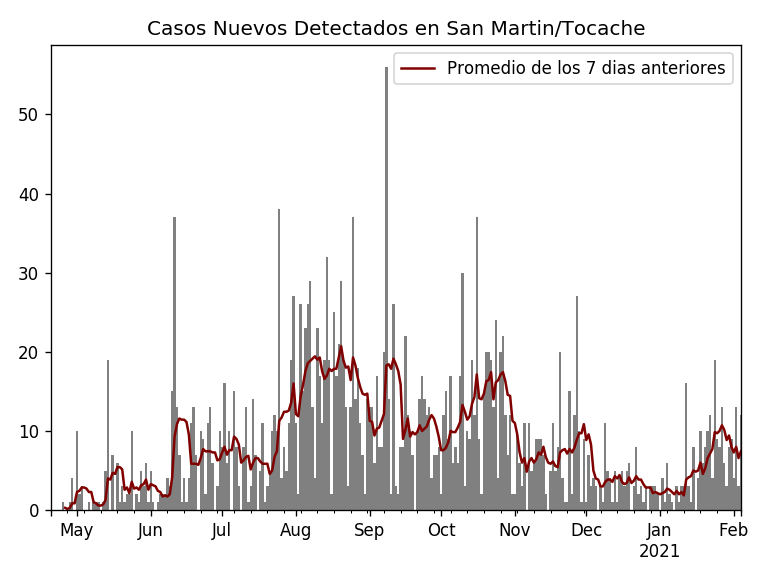 Casos Nuevos Detectados en San Martin/Tocache
Promedio de los 7 dias anteriores
50
40
30
20
10
0
May Jun Jul Aug Sep Oct Nov Dec Jan Feb
2021